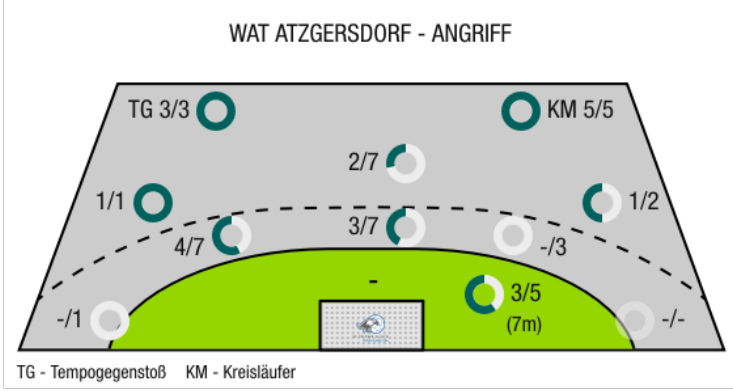 WAT ATZGERSDORF - ANGRIFF
TG 3/3
KM 5/5
2/7
1/1
1/2
3/7
4/7
-/3
-
3/5
(7m)
-/1
-/-
TG - Tempogegenstoß KM - Kreisläufer